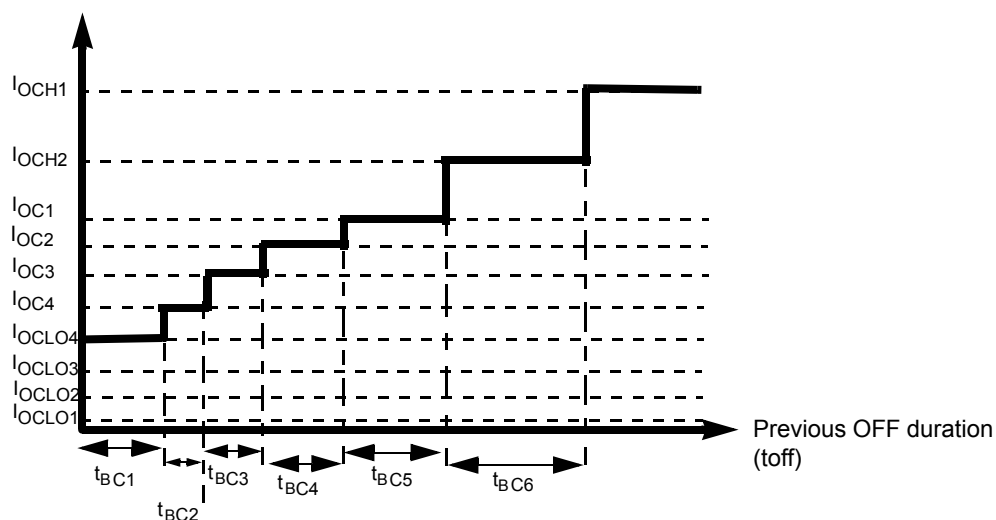 IOCH1
IOCH2
IOC1
IOC2
IOC3
IOC4
IOCLO4
IOCLO3
IOCLO2
IOCLO1
Previous OFF duration
(toff)
tBC1
tBC2
tBC3
tBC4
tBC5
tBC6